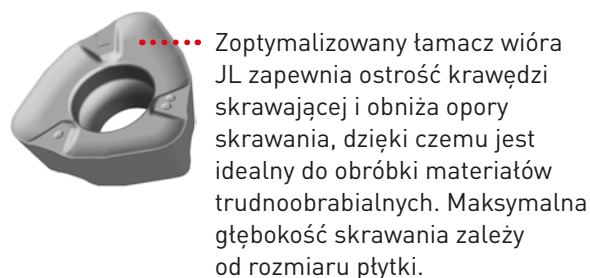 Zoptymalizowany łamacz wióra
JL zapewnia ostrość krawędzi
skrawającej i obniża opory
skrawania, dzięki czemu jest
idealny do obróbki materiałów
trudnoobrabialnych. Maksymalna
głębokość skrawania zależy
od rozmiaru płytki.